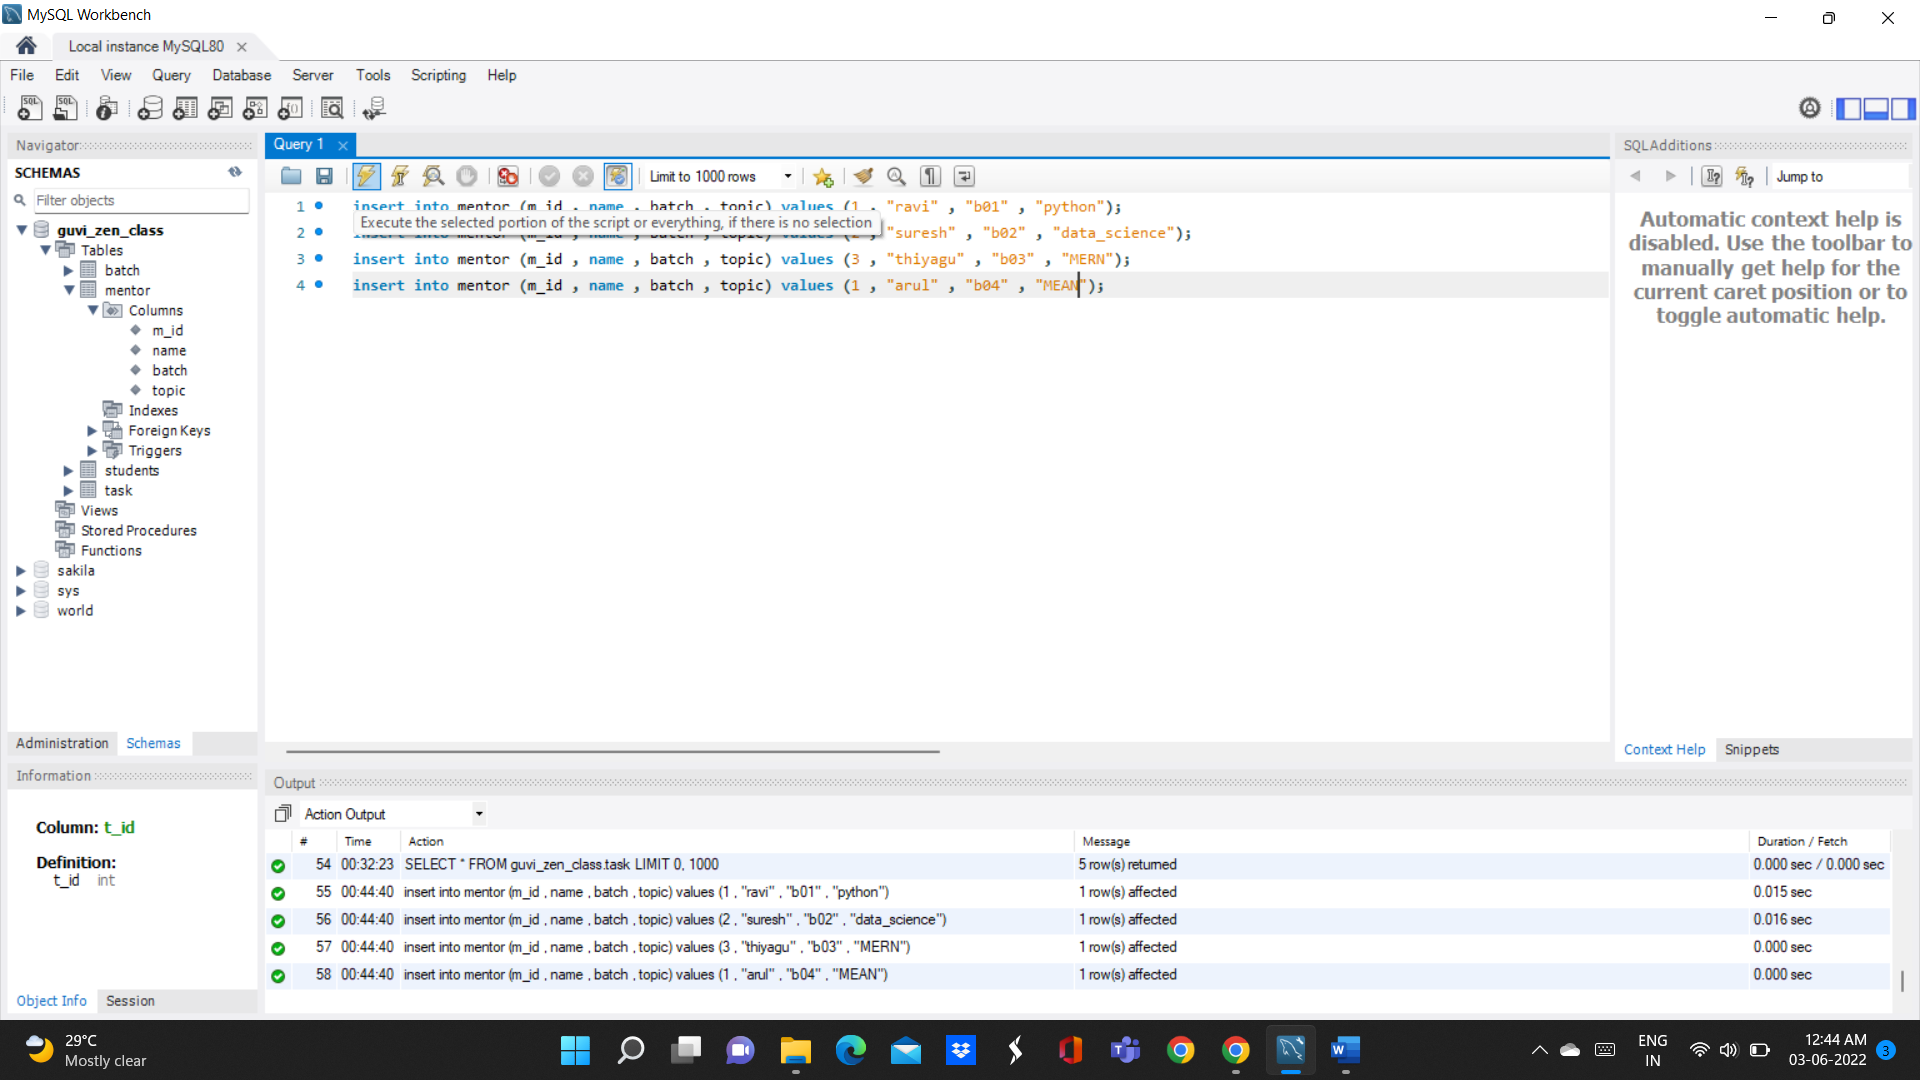 MySQL Workbench
Local instance MySQL80
File Edit View Query Database Server Tools Scripting Help
Navigator
SCHEMAS
Filter objects
guvi_zen_class
Tables
batch
mentor
Columns
m_id
name
batch
topic
Indexes
Foreign Keys
Triggers
students
task
Views
Stored Procedures
Functions
sakila
sys
world
Administration Schemas
Information
Column: t_id
Definition:
t_id int
Object Info Session
Query 1
Limit to 1000 rows
1 insert into mentor (m_id , name , batch , topic) values (1 , "ravi" , "b01" , "python");
Execute the selected portion of the script or everything, if there is no selection
2 "suresh" , "b02" , "data_science");
3 insert into mentor (m_id , name , batch , topic) values (3 , "thiyagu" , "b03" , "MERN");
4 insert into mentor (m_id , name , batch , topic) values (1 , "arul" , "b04" , "MEAN");
SQLAdditions
Jump to
Automatic context help is
disabled. Use the toolbar to
manually get help for the
current caret position or to
toggle automatic help.
Context Help Snippets
Output
Action Output
# Time Action Message Duration / Fetch
54 00:32:23 SELECT * FROM guvi_zen_class.task LIMIT 0, 1000 5 row(s) returned 0.000 sec / 0.000 sec
55 00:44:40 insert into mentor (m_id , name , batch , topic) values (1 , "ravi" , "b01" , "python") 1 row(s) affected 0.015 sec
56 00:44:40 insert into mentor (m_id , name , batch , topic) values (2 , "suresh" , "b02" , "data_science") 1 row(s) affected 0.016 sec
57 00:44:40 insert into mentor (m_id , name , batch , topic) values (3 , "thiyagu" , "b03" , "MERN") 1 row(s) affected 0.000 sec
58 00:44:40 insert into mentor (m_id , name , batch , topic) values (1 , "arul" , "b04" , "MEAN") 1 row(s) affected 0.000 sec
29°C
Mostly clear
ENG
IN
12:44 AM
03-06-2022
3